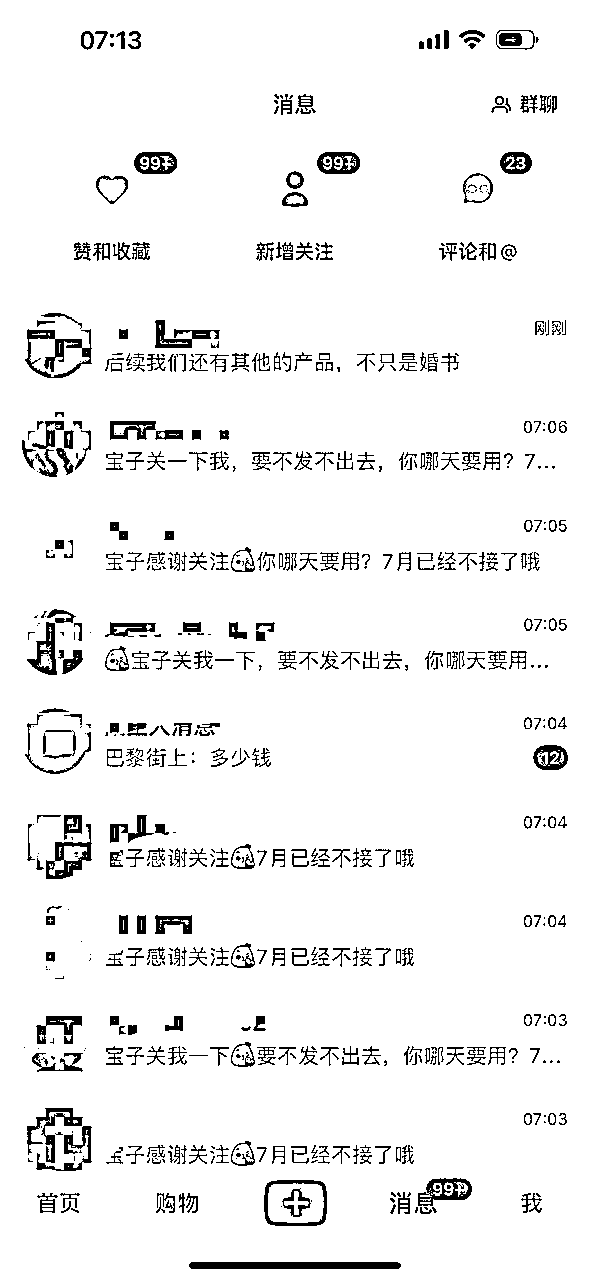 07:13
消息
群聊
99+
99+
23
赞和收藏
新增关注
评论和@
刚刚
后续我们还有其他的产品，不只是婚书
07:06
宝子关一下我，要不发不出去，你哪天要用？7...
07:05
宝子感谢关注你哪天要用？7月已经不接了哦
07:05
宝子关我一下，要不发不出去，你哪天要用...
07:04
巴黎街上：多少钱
12
07:04
宝子感谢关注7月已经不接了哦
07:04
宝子感谢关注7月已经不接了哦
07:03
宝子关我一下要不发不出去，你哪天要用？7...
07:03
宝子感谢关注7月已经不接了哦
首页
购物
消息
99+
我